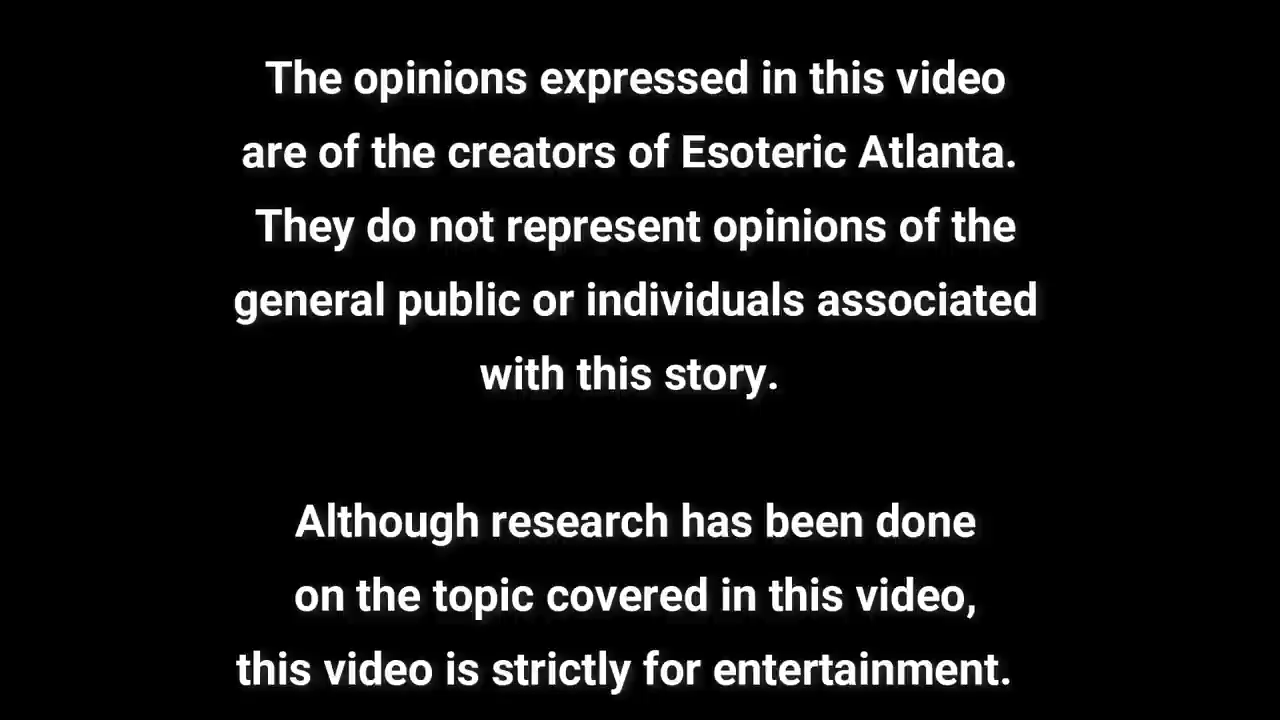 The opinions expressed in this video
are of the creators of Esoteric Atlanta.
They do not represent opinions of the
general public or individuals associated
with this story.
Although research has been done
on the topic covered in this video,
this video is strictly for entertainment.